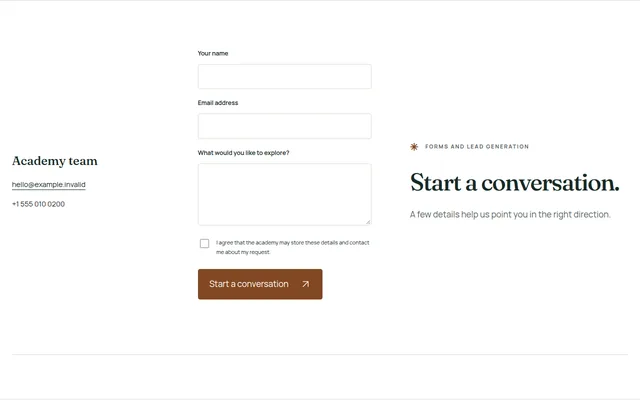 Academy team
hello@example.invalid
+1 555 010 0200
Your name
Email address
What would you like to explore?
I agree that the academy may store these details and contact
me about my request
Start a conversation
FORMS AND LEAD GENERATION
Start a conversation.
A few details help us point you in the right direction.